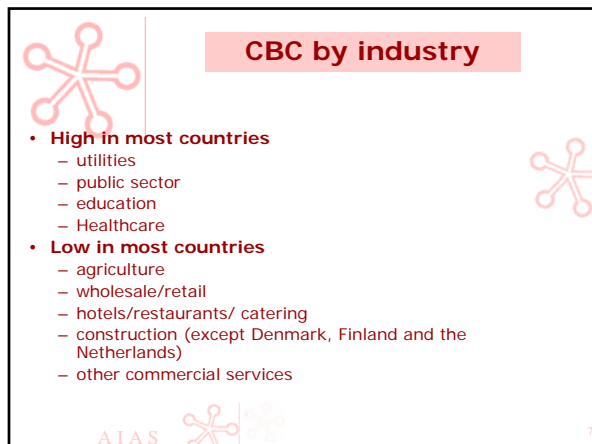 CBC by industry
• High in most countries
– utilities
– public sector
– education
– Healthcare
• Low in most countries
– agriculture
– wholesale/retail
– hotels/restaurants/ catering
– construction (except Denmark, Finland and the
Netherlands)
– other commercial services
AIAS
7